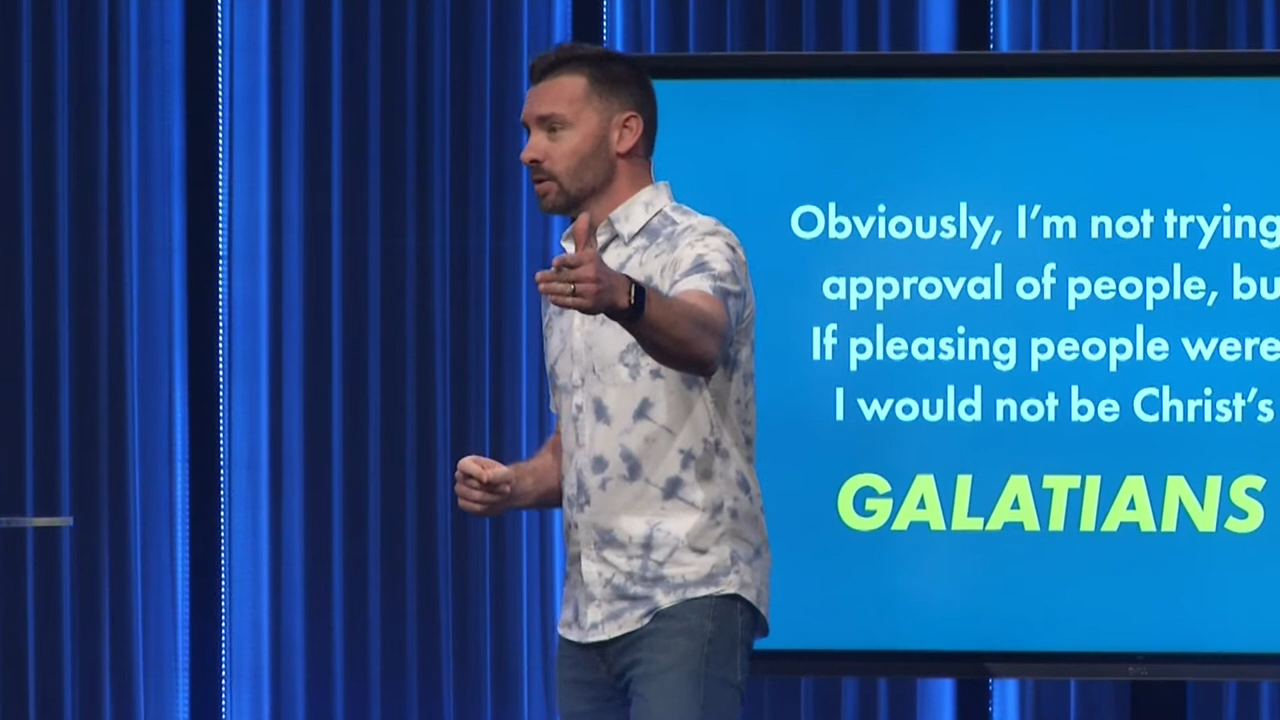 Obviously, I'm not trying
approval of people, bu
If pleasing people were
I would not be Christ's
GALATIANS